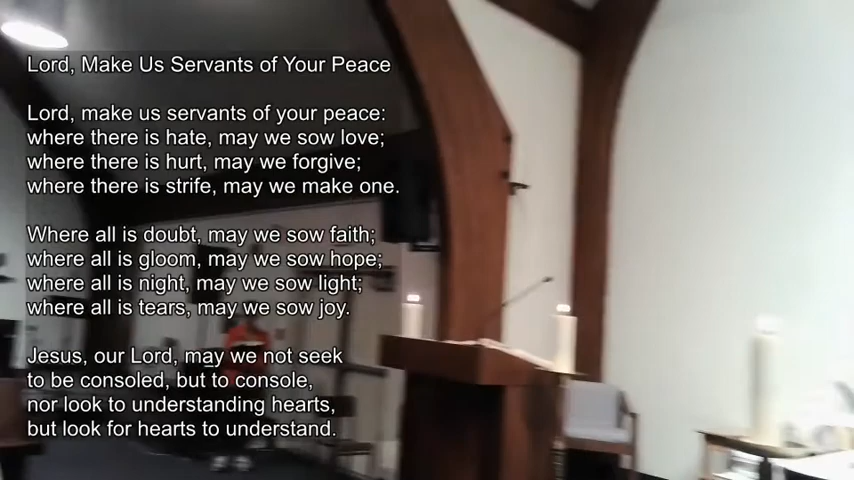 Lord, Make Us Servants of Your Peace
Lord, make us servants of your peace:
where there is hate, may we sow love;
where there is hurt, may we forgive;
where there is strife, may we make one.
Where all is doubt, may we sow faith;
where all is gloom, may we sow hope;
where all is night, may we sow light;
where all is tears, may we sow joy.
Jesus, our Lord, may we not seek
to be consoled, but to console,
nor look to understanding hearts,
but look for hearts to understand.